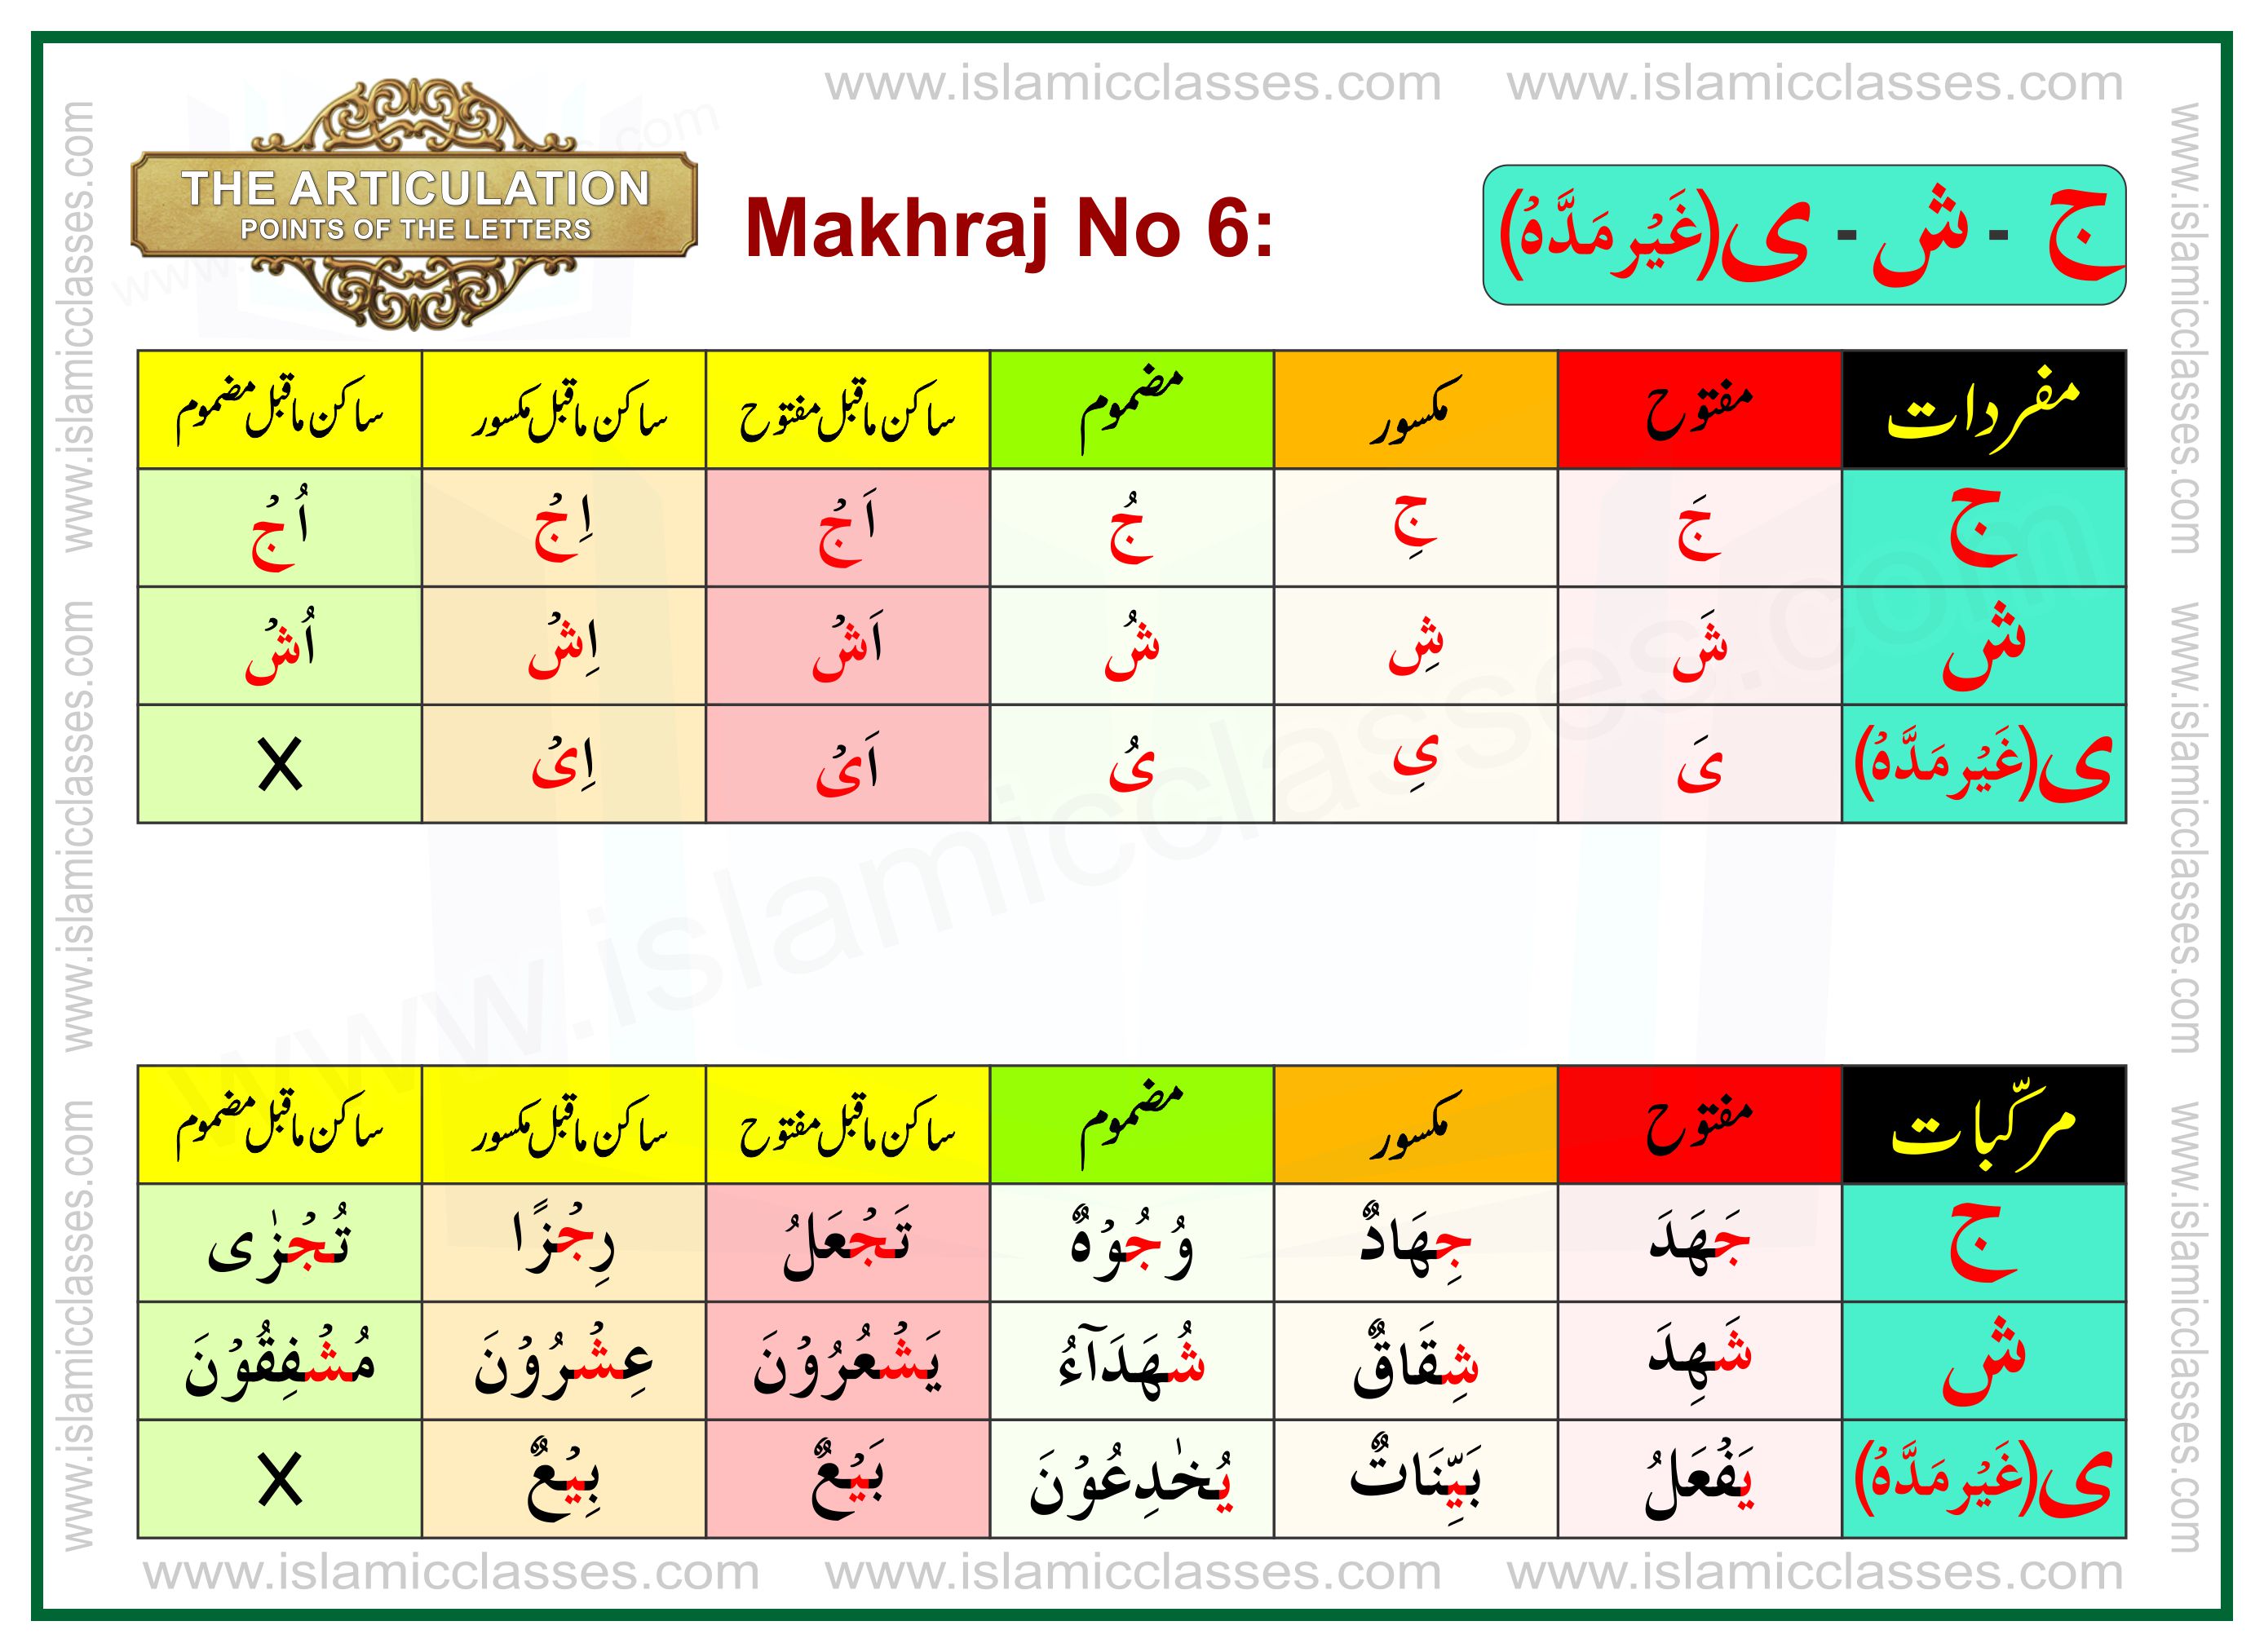 www.islamicclasses.com www.islamicclasses.com
THE ARTICULATION
POINTS OF THE LETTERS
Makhraj No 6:
ج - ش - ی (غَیْر مَدَّہْ)
مفردات مفتوح مکسور مضموم ساکن ماقبل مفتوح ساکن ماقبل مکسور ساکن ماقبل مضموم
ج جَ جِ جُ اَجْ اِجْ اُجْ
ش شَ شِ شُ اَشْ اِشْ اُشْ
ی (غَیْر مَدَّہْ) یَ یِ یُ اَیْ اِیْ X
مرکّبات مفتوح مکسور مضموم ساکن ماقبل مفتوح ساکن ماقبل مکسور ساکن ماقبل مضموم
ج جَهَدَ جِهَادٌ وُجُوْهٌ تَجْعَلُ رِجْزًا تُجْزٰی
ش شَهِدَ شِقَاقٌ شُهَدَآءُ یَشْعُرُوْنَ عِشْرُوْنَ مُشْفِقُوْنَ
ی (غَیْر مَدَّہْ) یَفْعَلُ بَیِّنَاتٌ یُخٰدِعُوْنَ بَیْعٌ بِیْعٌ X
www.islamicclasses.com www.islamicclasses.com www.islamicclasses.com
www.islamicclasses.com www.islamicclasses.com www.islamicclasses.com
www.islamicclasses.com www.islamicclasses.com www.islamicclasses.com
www.islamicclasses.com